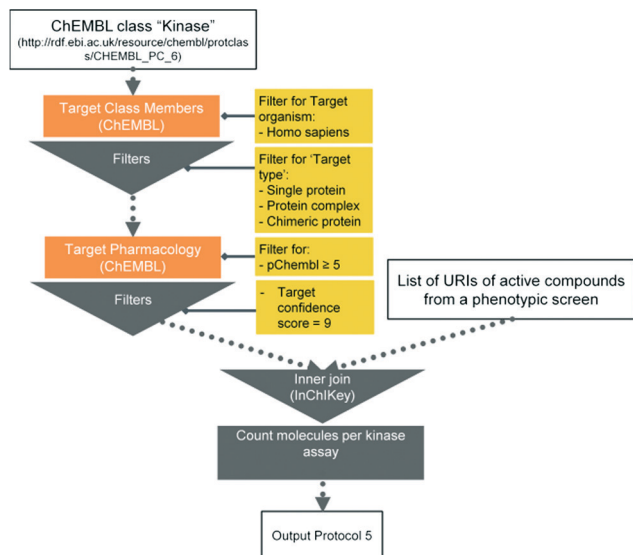 ChEMBL class “Kinase”
(http://rdf.ebi.ac.uk/resource/chembl/protclas
s/CHEMBL_PC_6)
Target Class Members
(ChEMBL)
Filter for Target
organism:
- Homo sapiens
Filters
Filter for ‘Target
type’:
- Single protein
- Protein complex
- Chimeric protein
Target Pharmacology
(ChEMBL)
Filter for:
- pChembl ≥ 5
Filters
- Target
confidence
score = 9
List of URIs of active compounds
from a phenotypic screen
Inner join
(InChIKey)
Count molecules per kinase
assay
Output Protocol 5